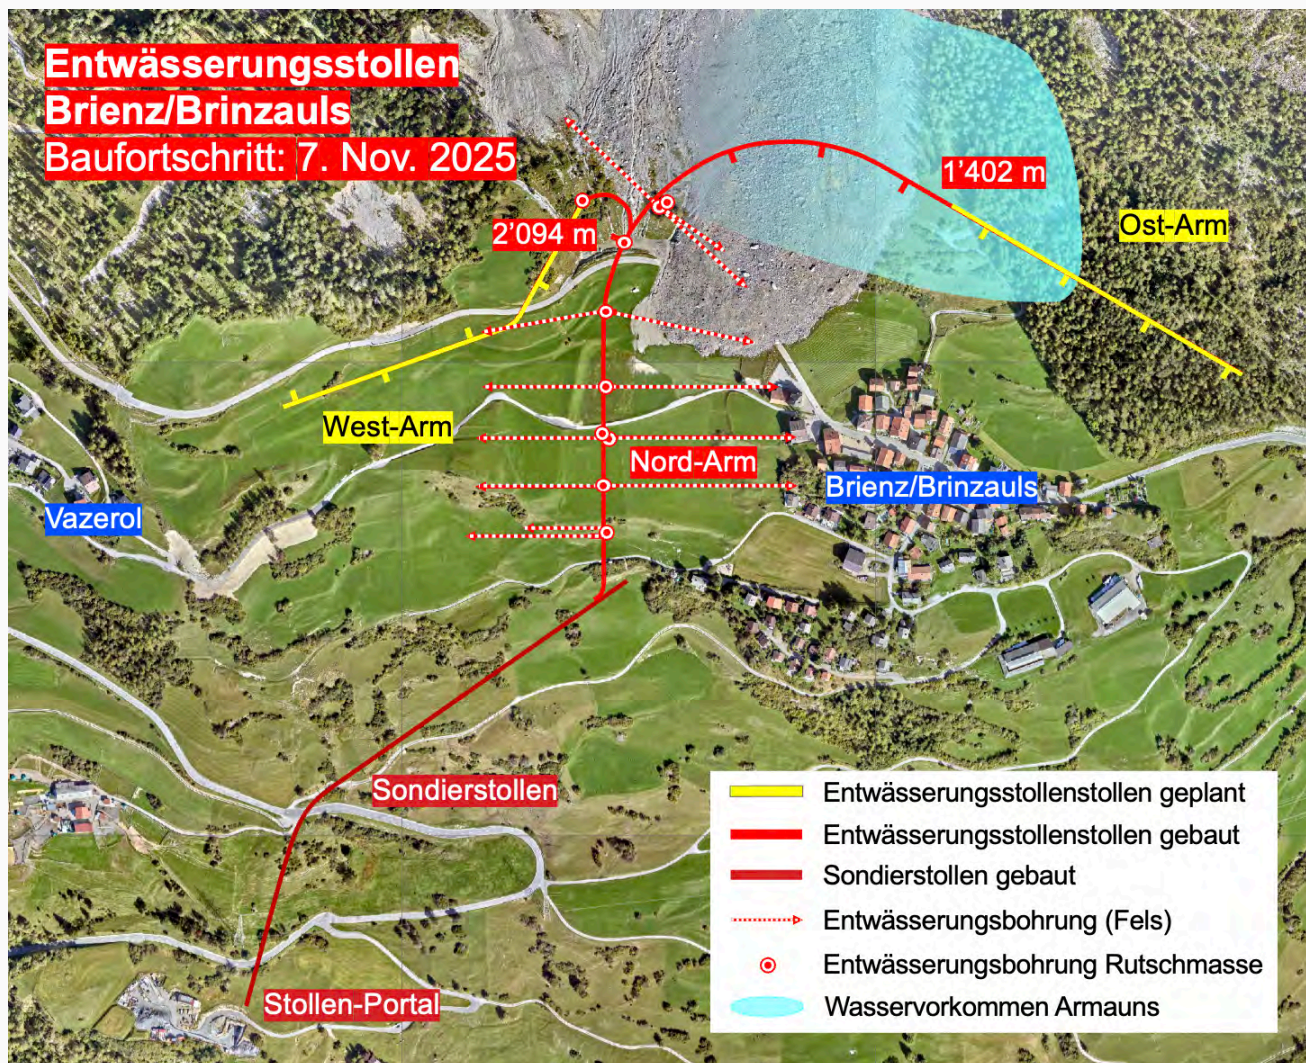 Entwässerungsstollen
Brienz/Brinzauls
Baufortschritt: 7. Nov. 2025
1’402 m
2’094 m
Ost-Arm
West-Arm
Nord-Arm
Brienz/Brinzauls
Vazerol
Sondierstollen
Stollen-Portal
Entwässerungsstollenstollen geplant
Entwässerungsstollenstollen gebaut
Sondierstollen gebaut
Entwässerungsbohrung (Fels)
Entwässerungsbohrung Rutschmasse
Wasservorkommen Armauns